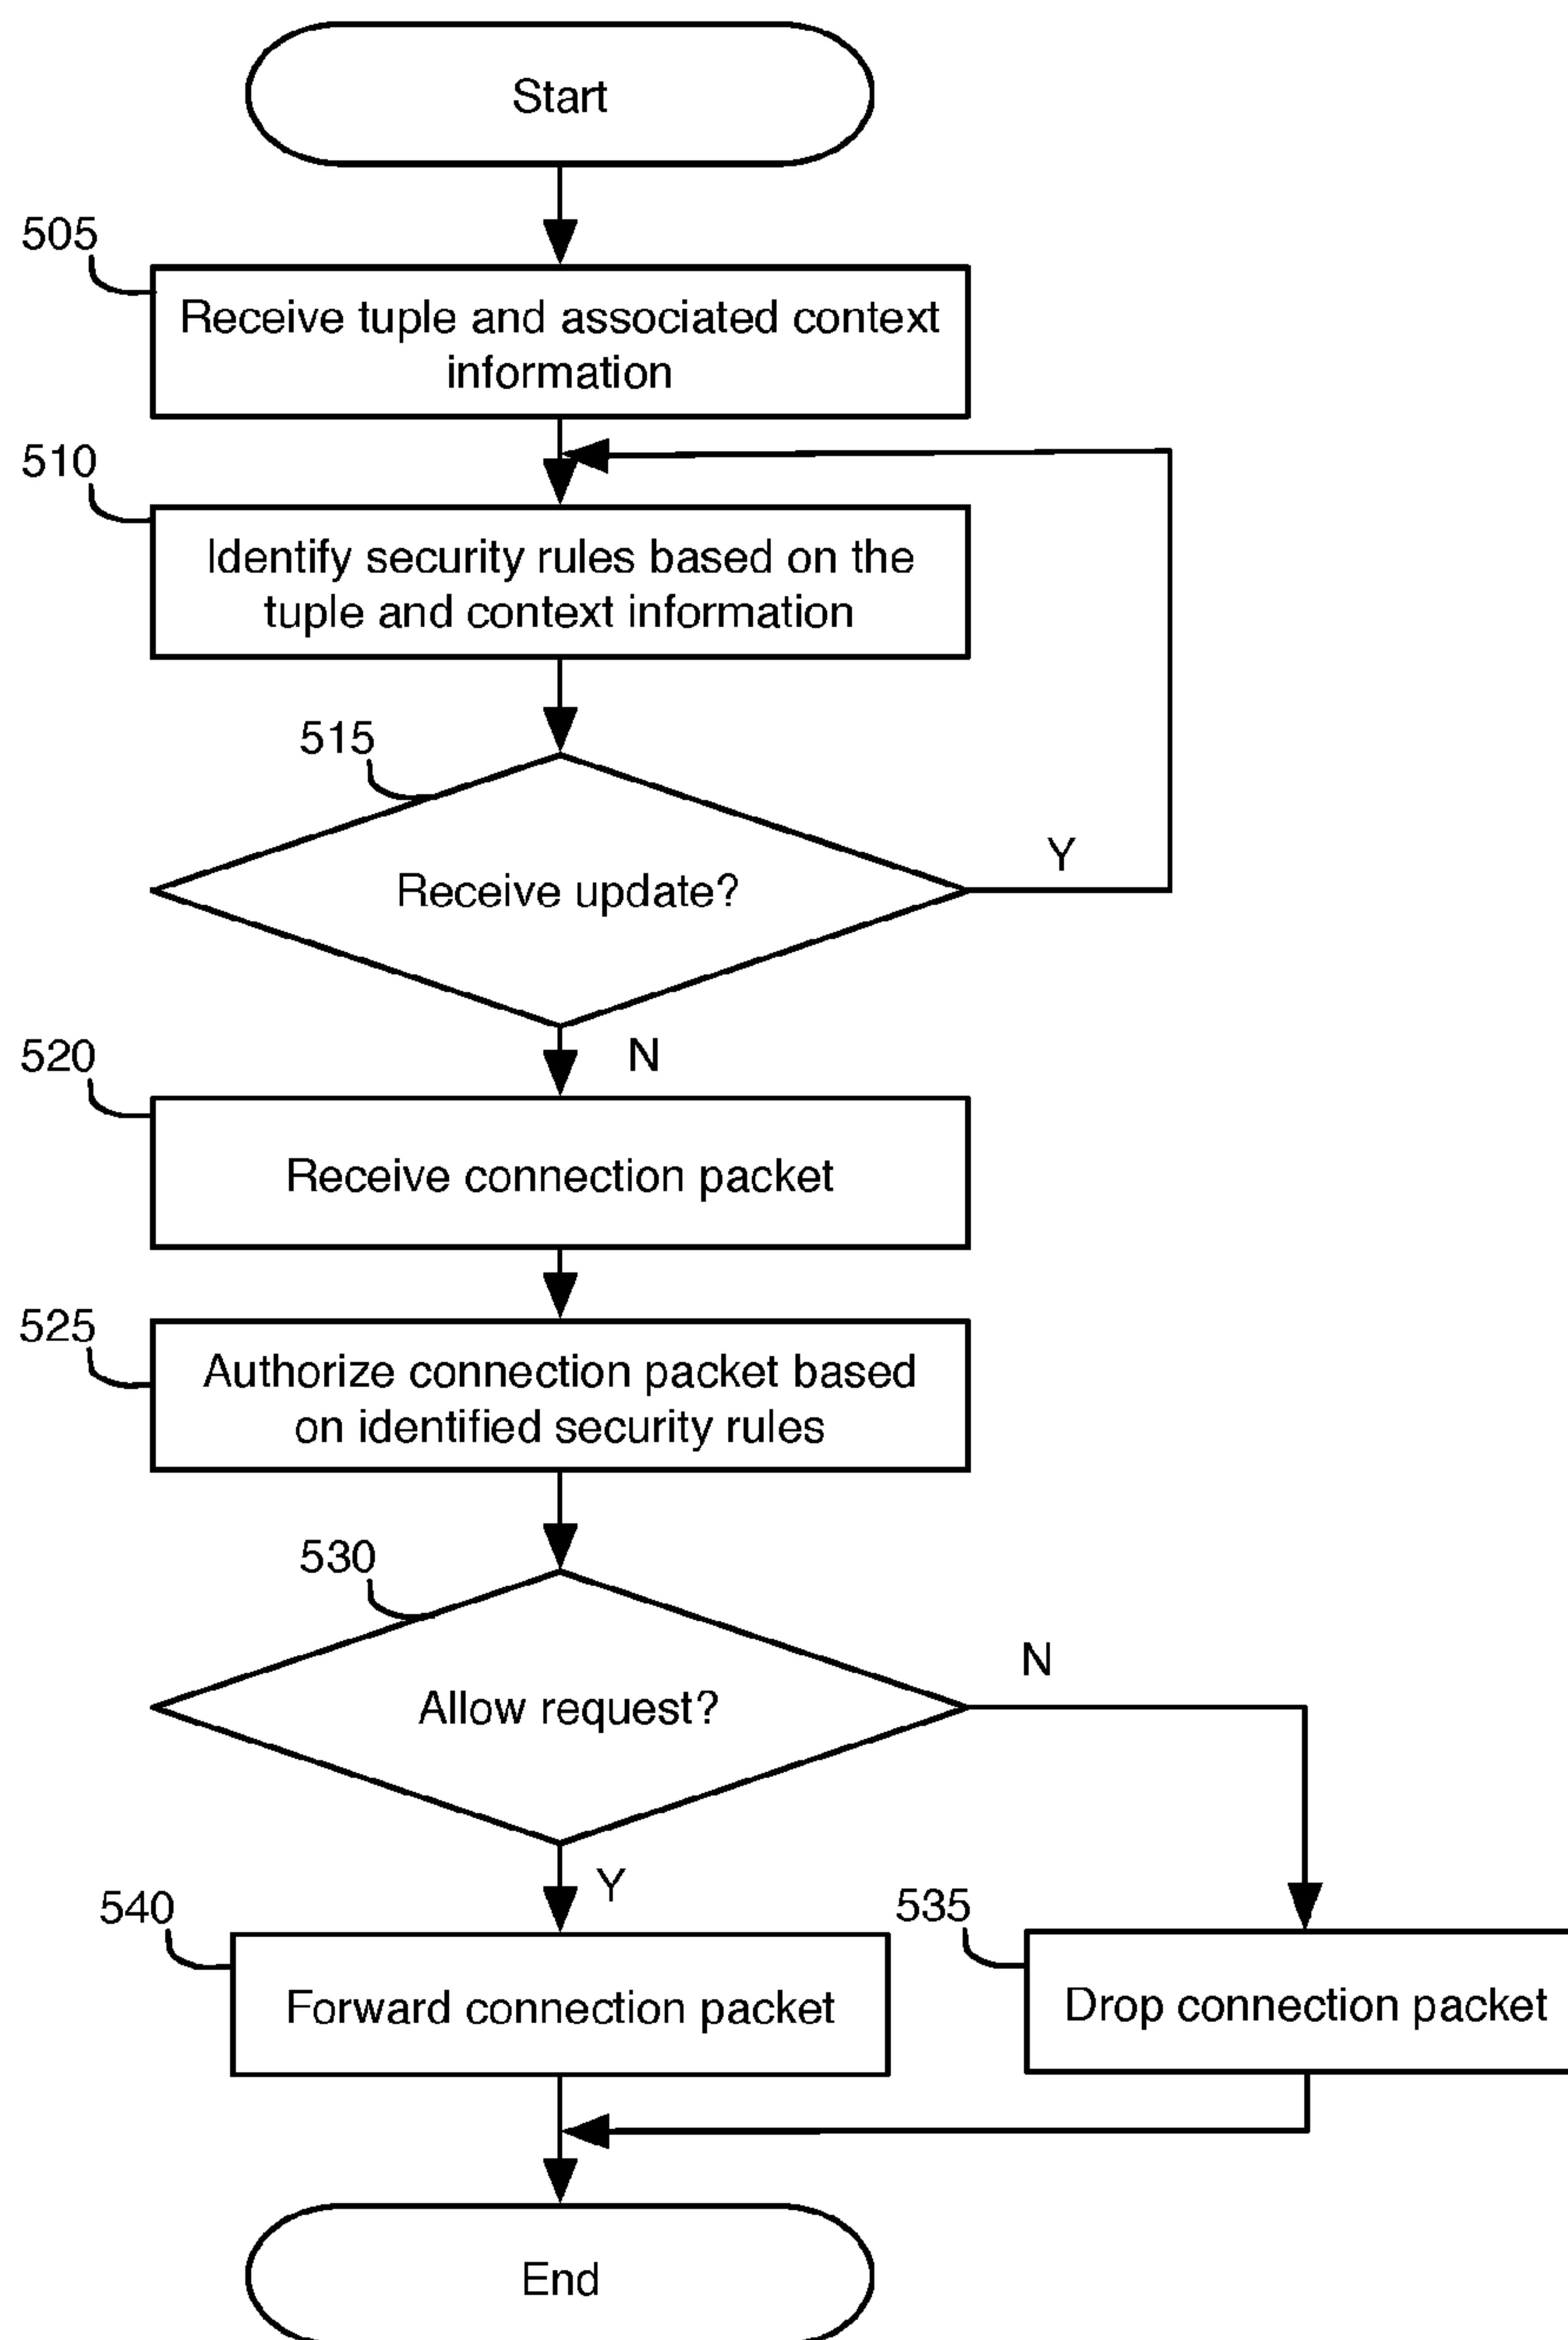 Start
505
Receive tuple and associated context
information
510
Identify security rules based on the
tuple and context information
515
Receive update?
Y
N
520
Receive connection packet
525
Authorize connection packet based
on identified security rules
530
Allow request?
N
Y
540
Forward connection packet
535
Drop connection packet
End